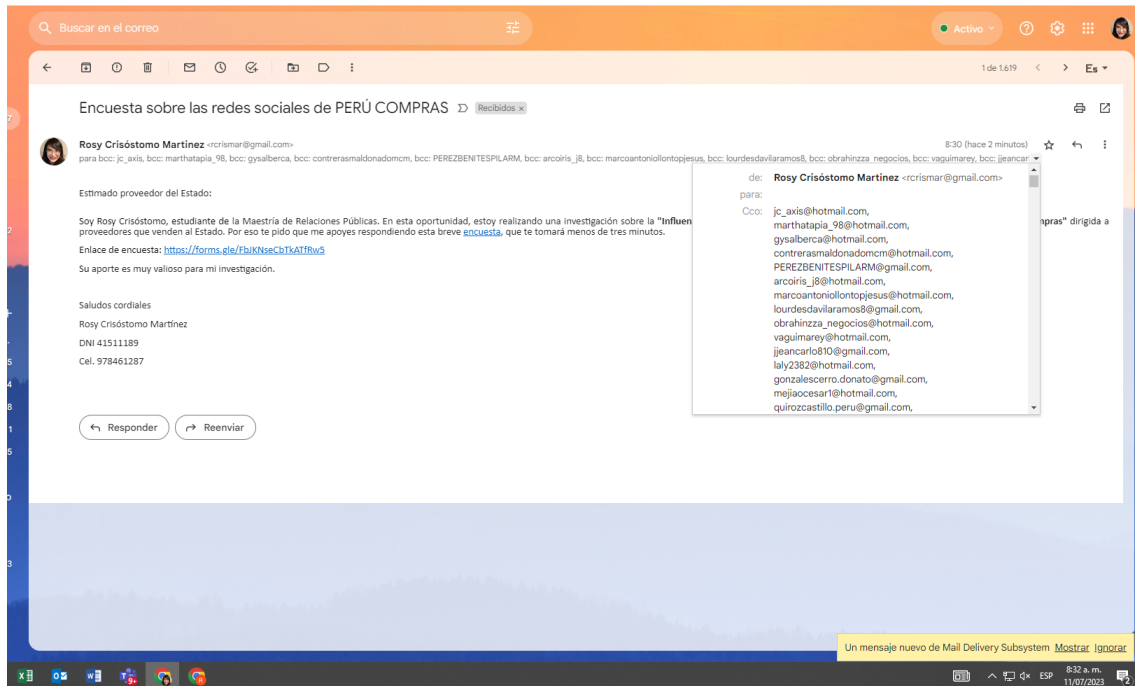 Buscar en el correo
Activo
1 de 1.619
Es
Encuesta sobre las redes sociales de PERÚ COMPRAS
Recibidos x
Rosy Crisóstomo Martinez <rcrismar@gmail.com>
8:30 (hace 2 minutos)
para bcc: jc_axis, bcc: marthatapia_98, bcc: gysalberca, bcc: contrerasmaldonadomcm, bcc: PEREZBENITESPILARM, bcc: arcoiris_j8, bcc: marcoantoniollontopjesus, bcc: lourdesdavilaramos8, bcc: obrahinzza_negocios, bcc: vaguimarey, bcc: jjeancar
de: Rosy Crisóstomo Martinez <rcrismar@gmail.com>
para:
Cco: jc_axis@hotmail.com,
marthatapia_98@hotmail.com,
gysalberca@hotmail.com,
contrerasmaldonadomcm@hotmail.com,
PEREZBENITESPILARM@gmail.com,
arcoiris_j8@hotmail.com,
marcoantoniollontopjesus@hotmail.com,
lourdesdavilaramos8@gmail.com,
obrahinzza_negocios@hotmail.com,
vaguimarey@hotmail.com,
jjeancarlo810@gmail.com,
laly2382@hotmail.com,
gonzalescerro.donato@gmail.com,
mejiaocesar1@hotmail.com,
quirozcastillo.peru@gmail.com,
Estimado proveedor del Estado:
Soy Rosy Crisóstomo, estudiante de la Maestría de Relaciones Públicas. En esta oportunidad, estoy realizando una investigación sobre la "Influen
mpras" dirigida a
proveedores que venden al Estado. Por eso te pido que me apoyes respondiendo esta breve encuesta, que te tomará menos de tres minutos.
Enlace de encuesta: https://forms.gle/FbJKNseCbTkATfRw5
Su aporte es muy valioso para mi investigación.
Saludos cordiales
Rosy Crisóstomo Martínez
DNI 41511189
Cel. 978461287
Responder
Reenviar
Un mensaje nuevo de Mail Delivery Subsystem Mostrar Ignorar
ESP
8:32 a. m.
11/07/2023